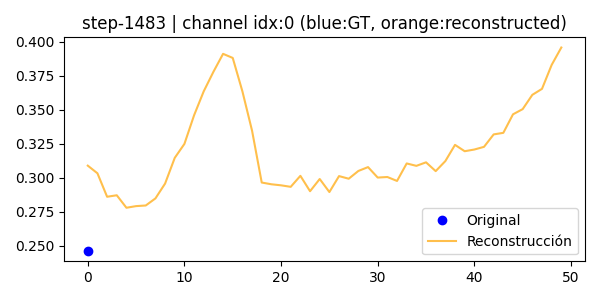 step-1483 | channel idx:0 (blue:GT, orange:reconstructed)
0.400
0.375
0.350
0.325
0.300
0.275
0.250
Original
Reconstrucción
0 10 20 30 40 50